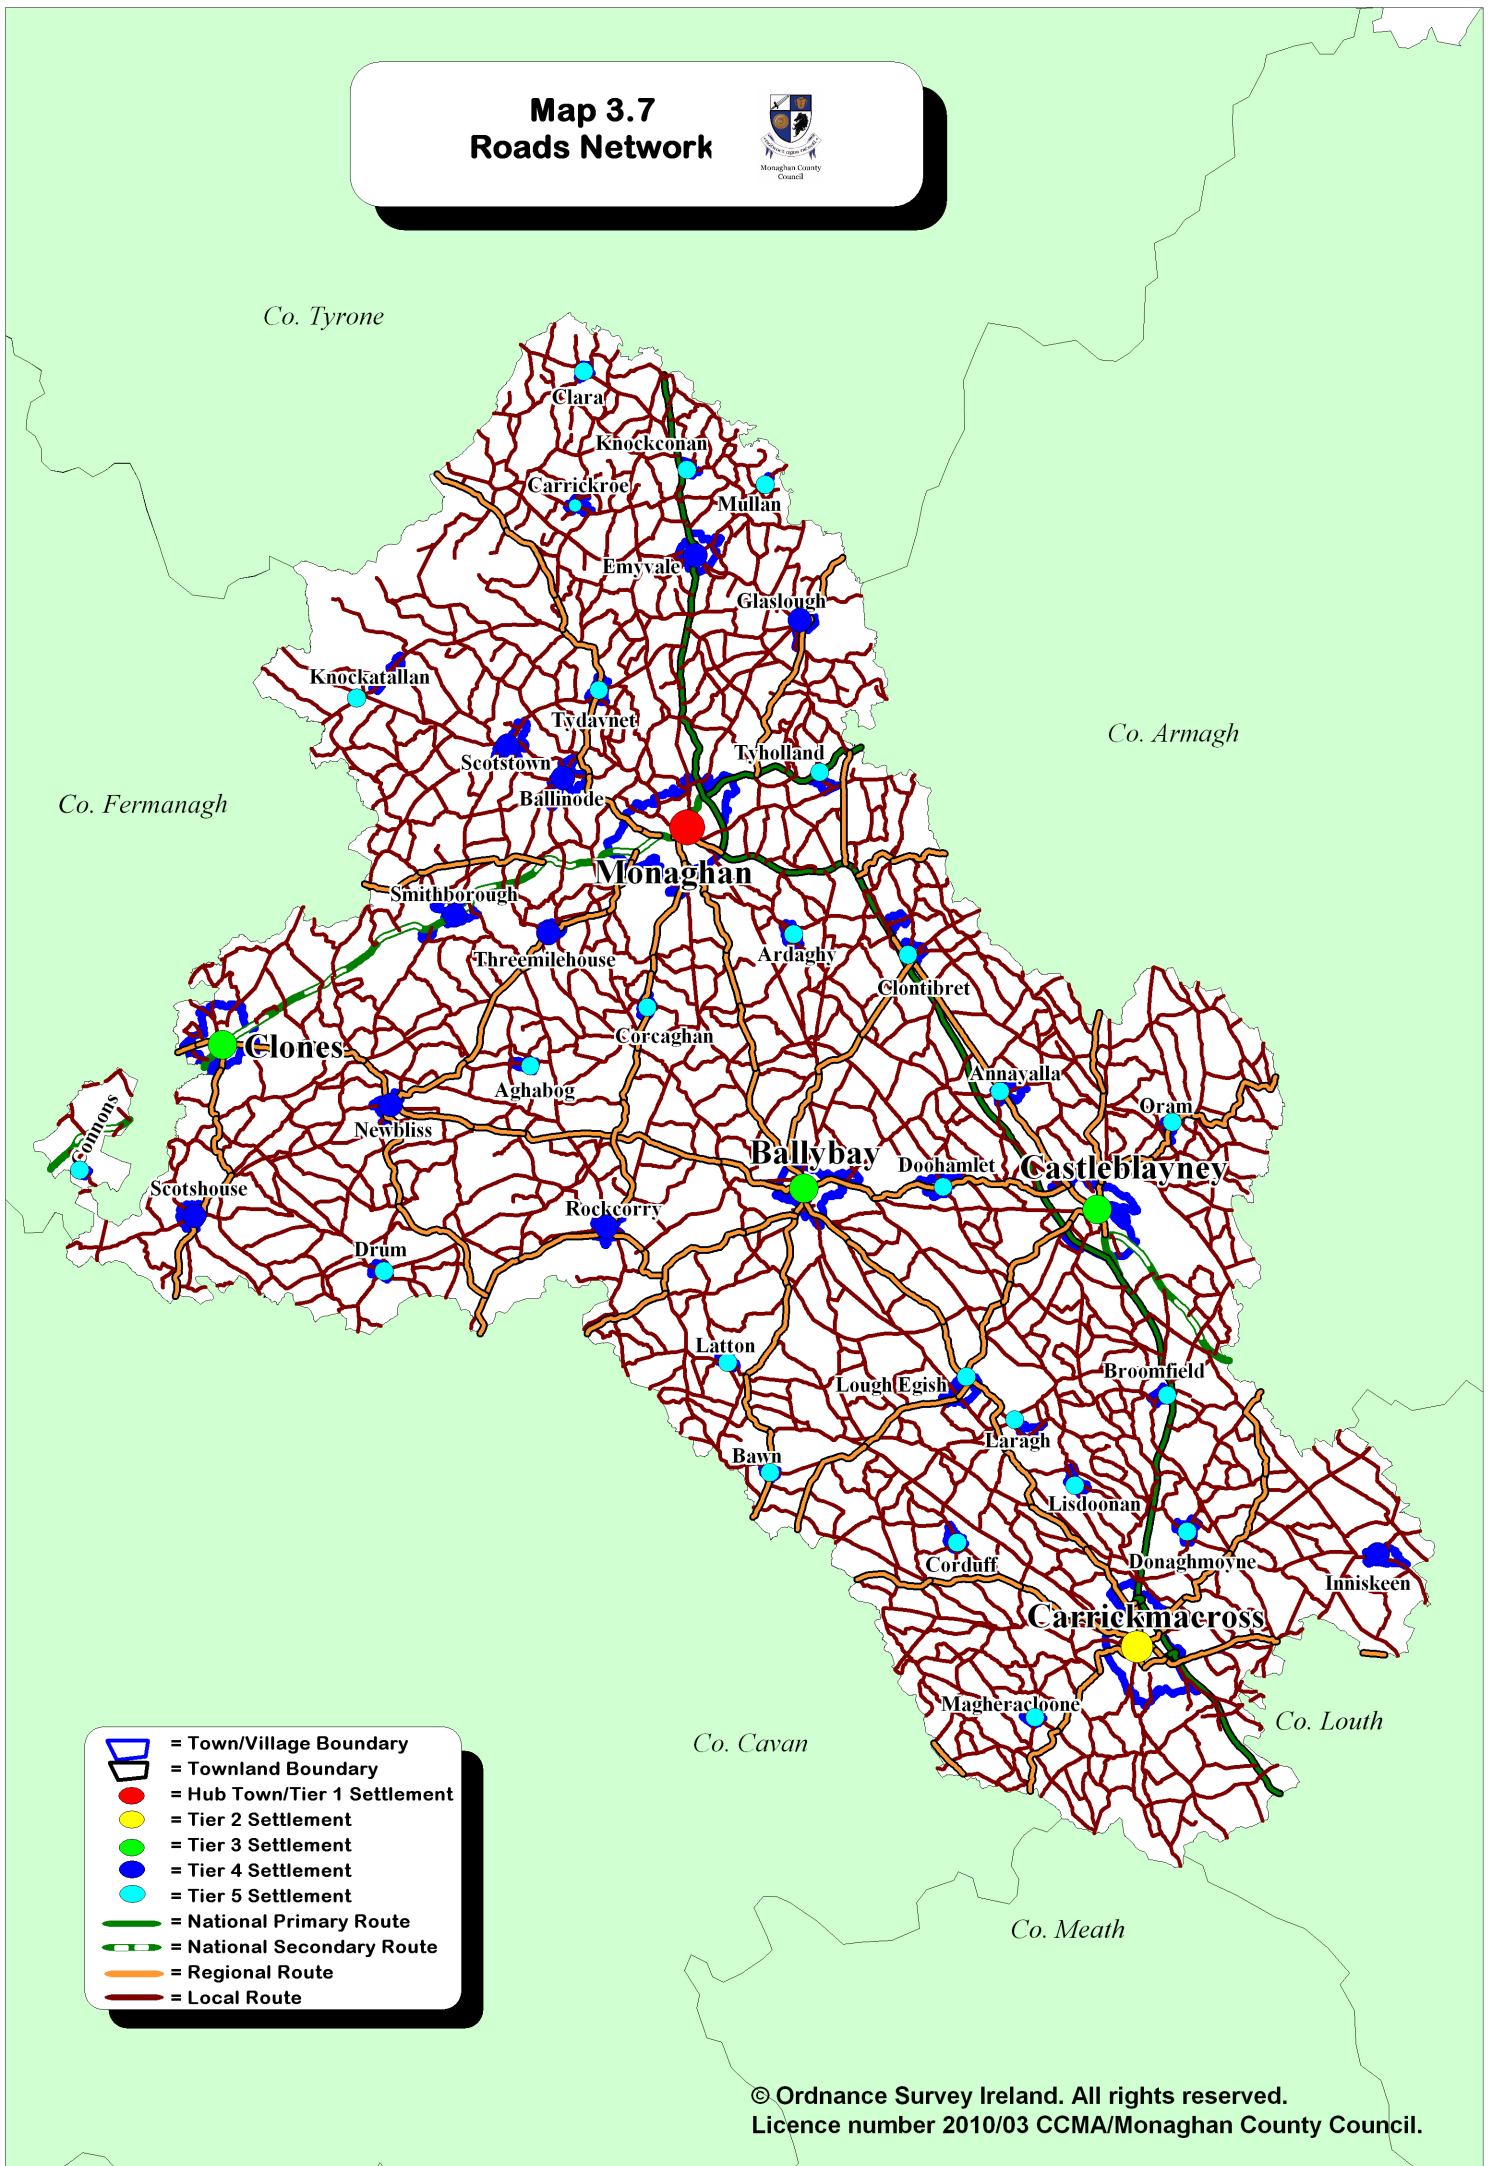 Map 3.7
Roads Network
Monaghan County
Council
Co. Tyrone
Clara
Knockconan
Carrickroe
Mullan
Emyvale
Glaslough
Knockatallan
Tydavnet
Co. Armagh
Scotstown
Tyholland
Ballinode
Co. Fermanagh
Monaghan
Smithborough
Threemilehouse
Ardaghy
Clontibret
Corcaghan
Clones
Annayalla
Aghabog
Connons
Oram
Newbliss
Ballybay
Doohamlet
Castleblayney
Scotshouse
Rockcorry
Drum
Latton
Broomfield
Lough Egish
Laragh
Bawn
Lisdoonan
Corduff
Donaghmoyne
Inniskeen
Carrickmacross
Magheracloone
Co. Louth
Co. Cavan
= Town/Village Boundary
= Townland Boundary
= Hub Town/Tier 1 Settlement
= Tier 2 Settlement
= Tier 3 Settlement
= Tier 4 Settlement
= Tier 5 Settlement
= National Primary Route
= National Secondary Route
= Regional Route
= Local Route
Co. Meath
© Ordnance Survey Ireland. All rights reserved.
Licence number 2010/03 CCMA/Monaghan County Council.